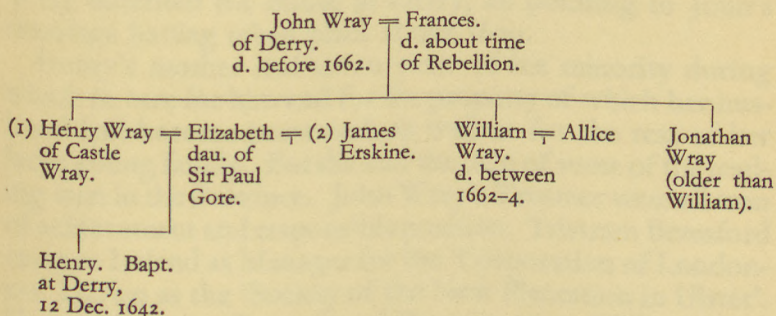 John Wray = Frances.
of Derry. d. about time
d. before 1662. of Rebellion.
(1) Henry Wray = Elizabeth = (2) James
of Castle dau. of Erskine.
Wray. Sir Paul
Gore.
William = Allice
Wray.
d. between
1662–4.
Jonathan
Wray
(older than
William).
Henry. Bapt.
at Derry,
12 Dec. 1642.